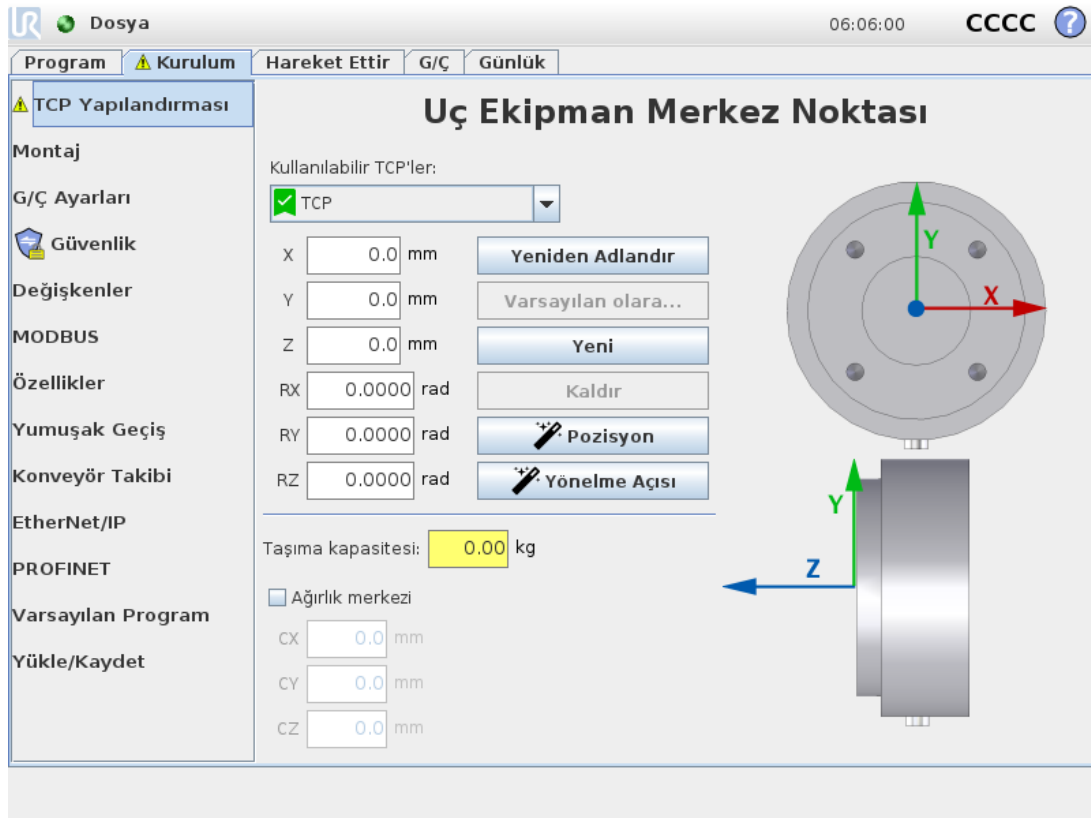 UR Dosya 06:06:00 CCCC ?
Program Kurulum Hareket Ettir G/Ç Günlük
TCP Yapılandırması
Montaj
G/Ç Ayarları
Güvenlik
Değişkenler
MODBUS
Özellikler
Yumuşak Geçiş
Konveyör Takibi
EtherNet/IP
PROFINET
Varsayılan Program
Yükle/Kaydet
Uç Ekipman Merkez Noktası
Kullanılabilir TCP'ler:
TCP
X 0.0 mm Yeniden Adlandır
Y 0.0 mm Varsayılan olara...
Z 0.0 mm Yeni
RX 0.0000 rad Kaldır
RY 0.0000 rad Pozisyon
RZ 0.0000 rad Yönelme Açısı
Taşıma kapasitesi: 0.00 kg
Ağırlık merkezi
CX 0.0 mm
CY 0.0 mm
CZ 0.0 mm
Y
X
Y
Z